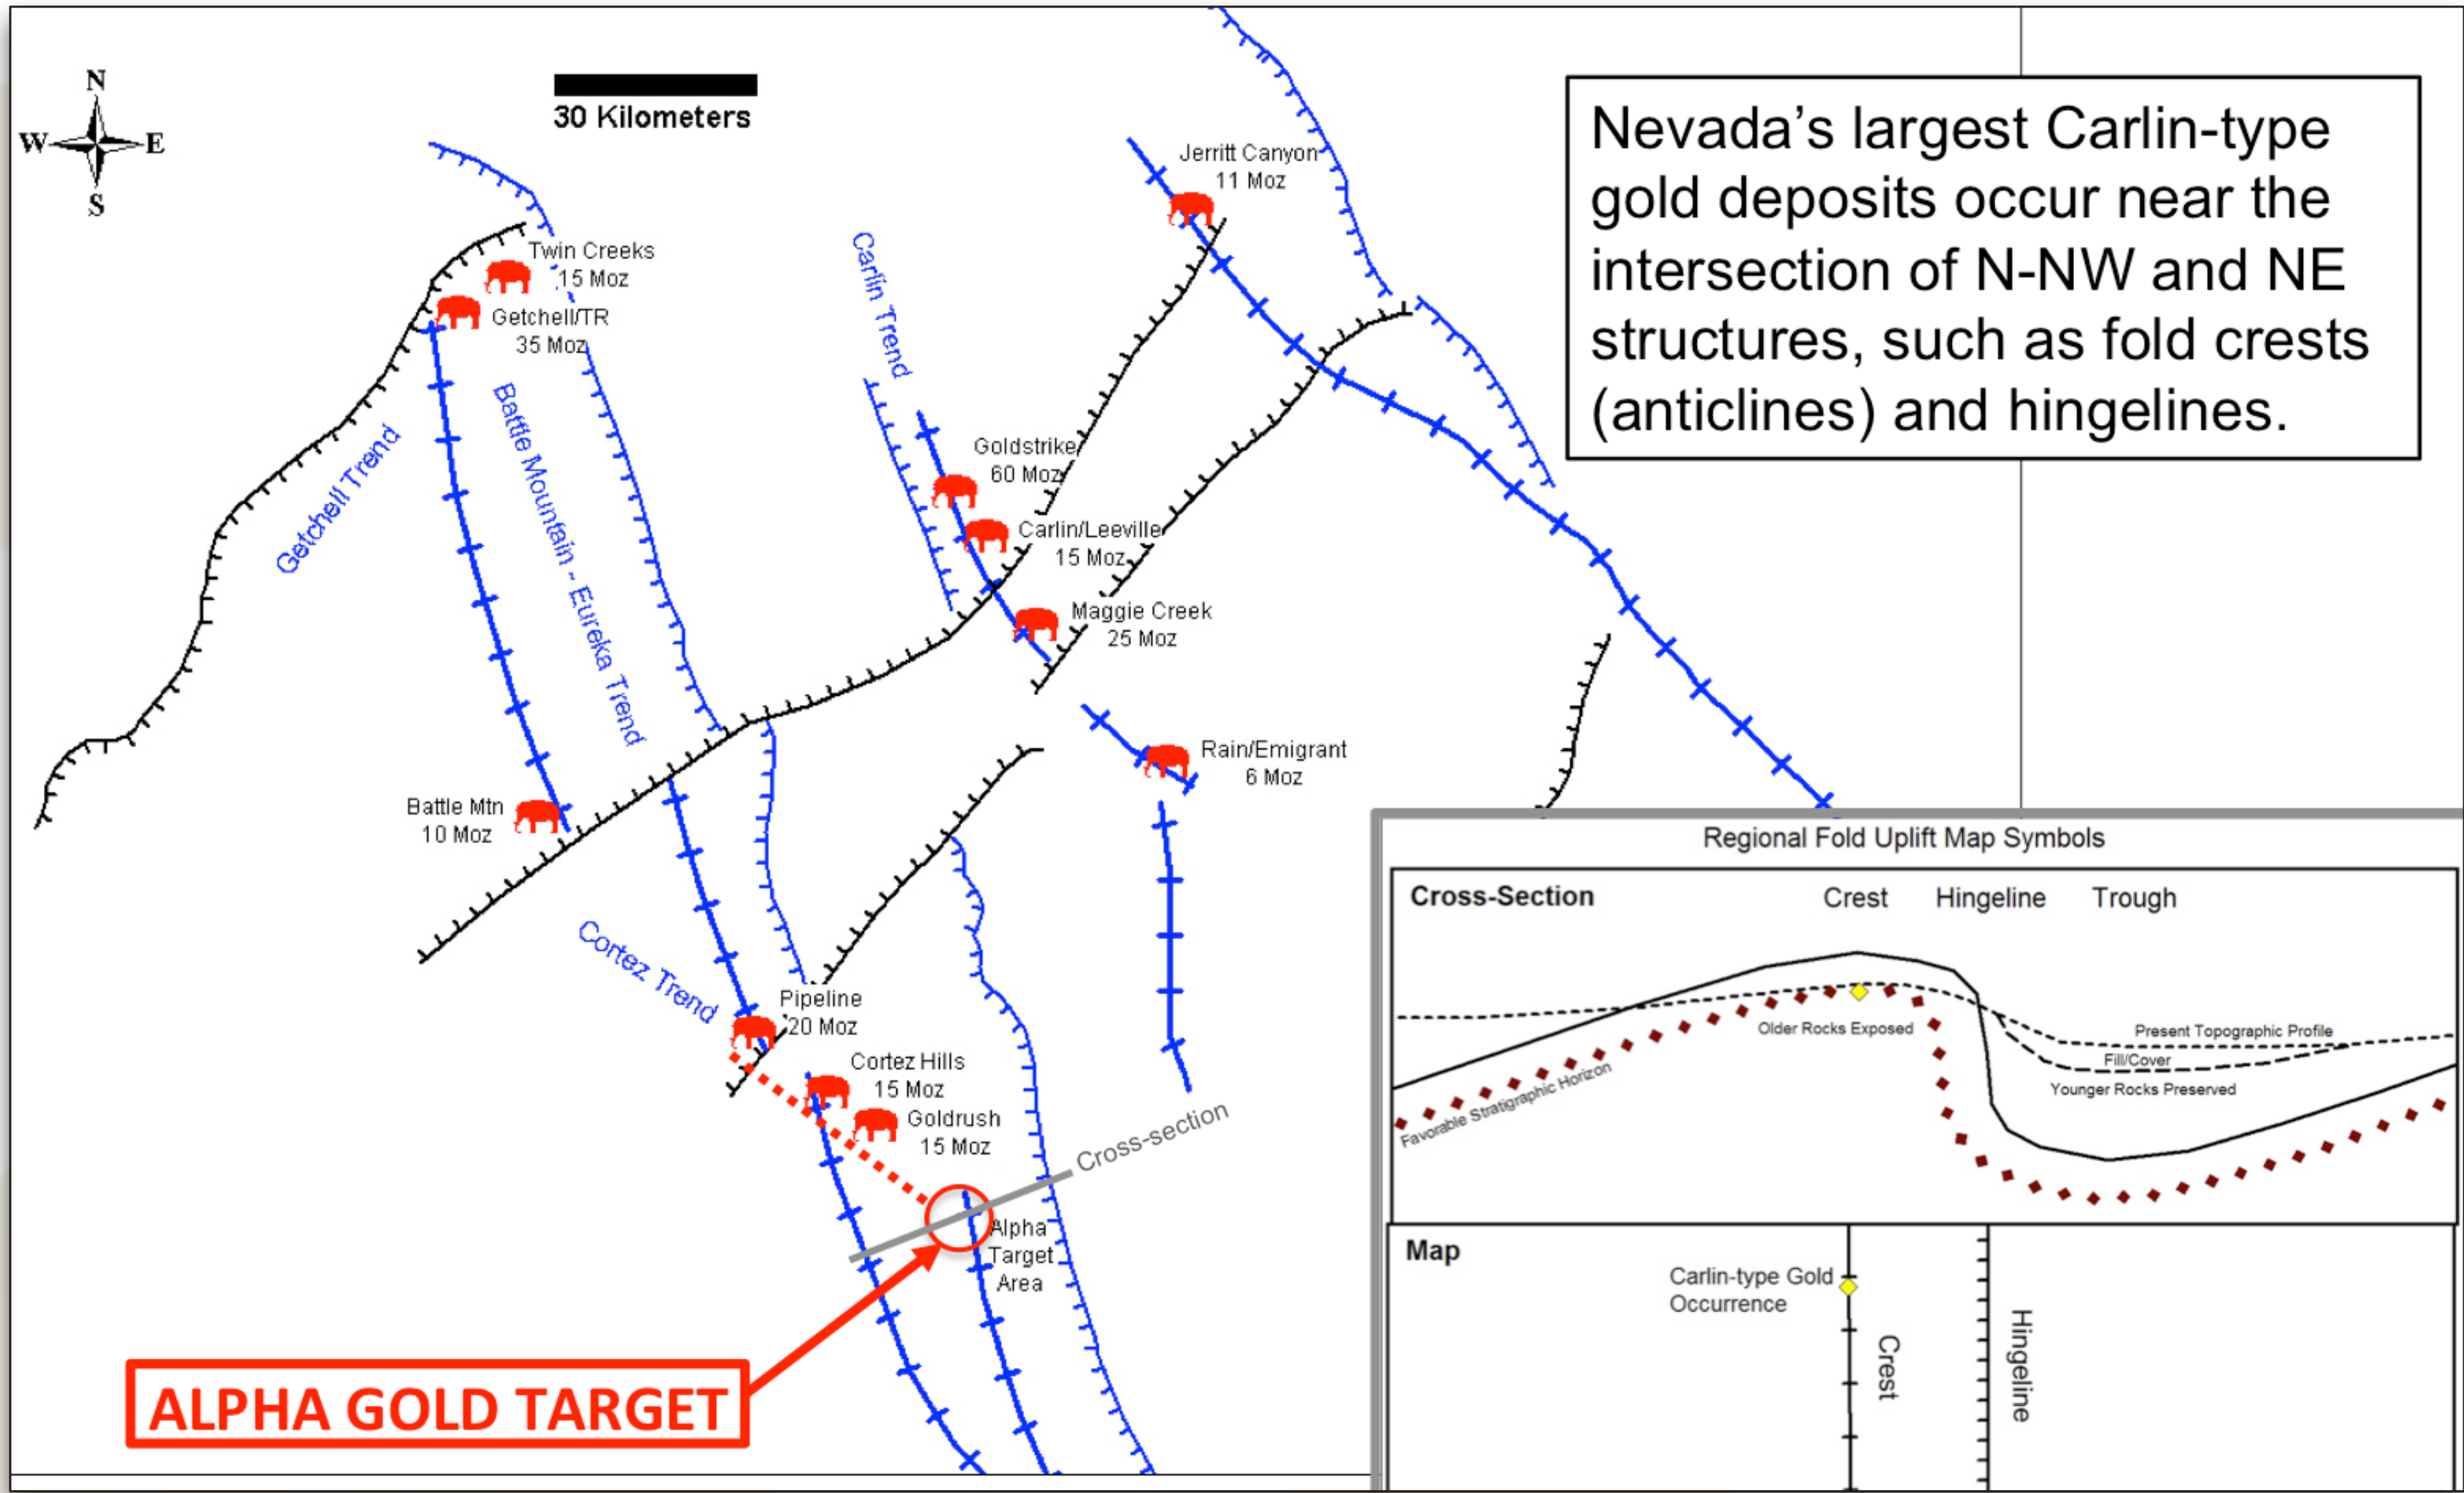 N
W
E
S
30 Kilometers
Nevada’s largest Carlin-type
gold deposits occur near the
intersection of N-NW and NE
structures, such as fold crests
(anticlines) and hingelines.
Jerritt Canyon
11 Moz
Twin Creeks
15 Moz
Getchell/TR
35 Moz
Carlin Trend
Getchell Trend
Battle Mountain - Eureka Trend
Goldstrike
60 Moz
Carlin/Leeville
15 Moz
Maggie Creek
25 Moz
Rain/Emigrant
6 Moz
Battle Mtn
10 Moz
Cortez Trend
Pipeline
20 Moz
Cortez Hills
15 Moz
Goldrush
15 Moz
Cross-section
Alpha
Target
Area
ALPHA GOLD TARGET
Regional Fold Uplift Map Symbols
Cross-Section
Crest
Hingeline
Trough
Older Rocks Exposed
Present Topographic Profile
Fill/Cover
Younger Rocks Preserved
Favorable Stratigraphic Horizon
Map
Carlin-type Gold
Occurrence
Crest
Hingeline